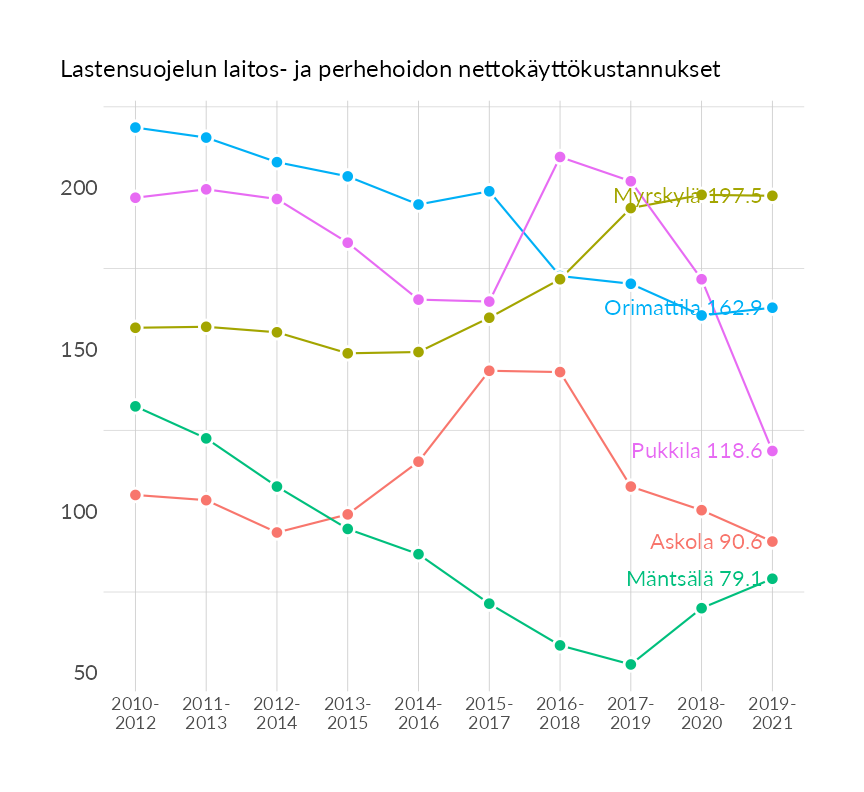 Lastensuojelun laitos- ja perhehoidon nettokäyttökustannukset
200
150
100
50
Myrskylä 197.5
Orimattila 162.9
Pukkila 118.6
Askola 90.6
Mäntsälä 79.1
2010- 2011- 2012- 2013- 2014- 2015- 2016- 2017- 2018- 2019-
2012 2013 2014 2015 2016 2017 2018 2019 2020 2021